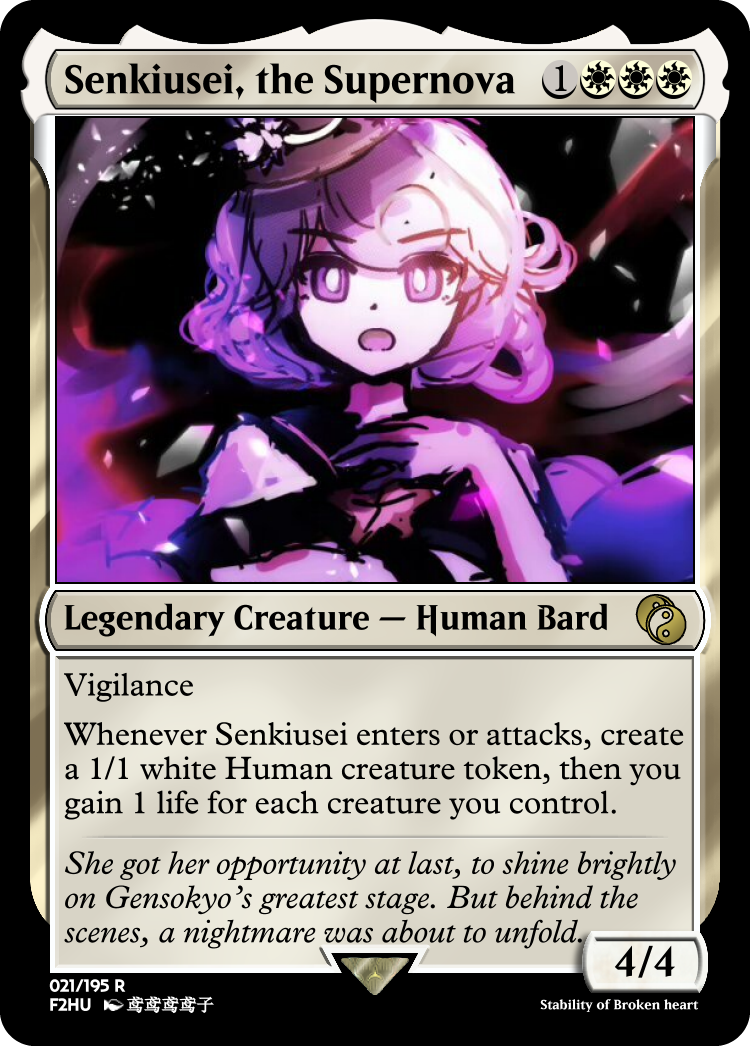 Senkiusei, the Supernova 1
Legendary Creature — Human Bard
Vigilance
Whenever Senkiusei enters or attacks, create
a 1/1 white Human creature token, then you
gain 1 life for each creature you control.
She got her opportunity at last, to shine brightly
on Gensokyo's greatest stage. But behind the
scenes, a nightmare was about to unfold.
4/4
021/195 R
F2HU 鸢鸢鸢鸢子
Stability of Broken heart